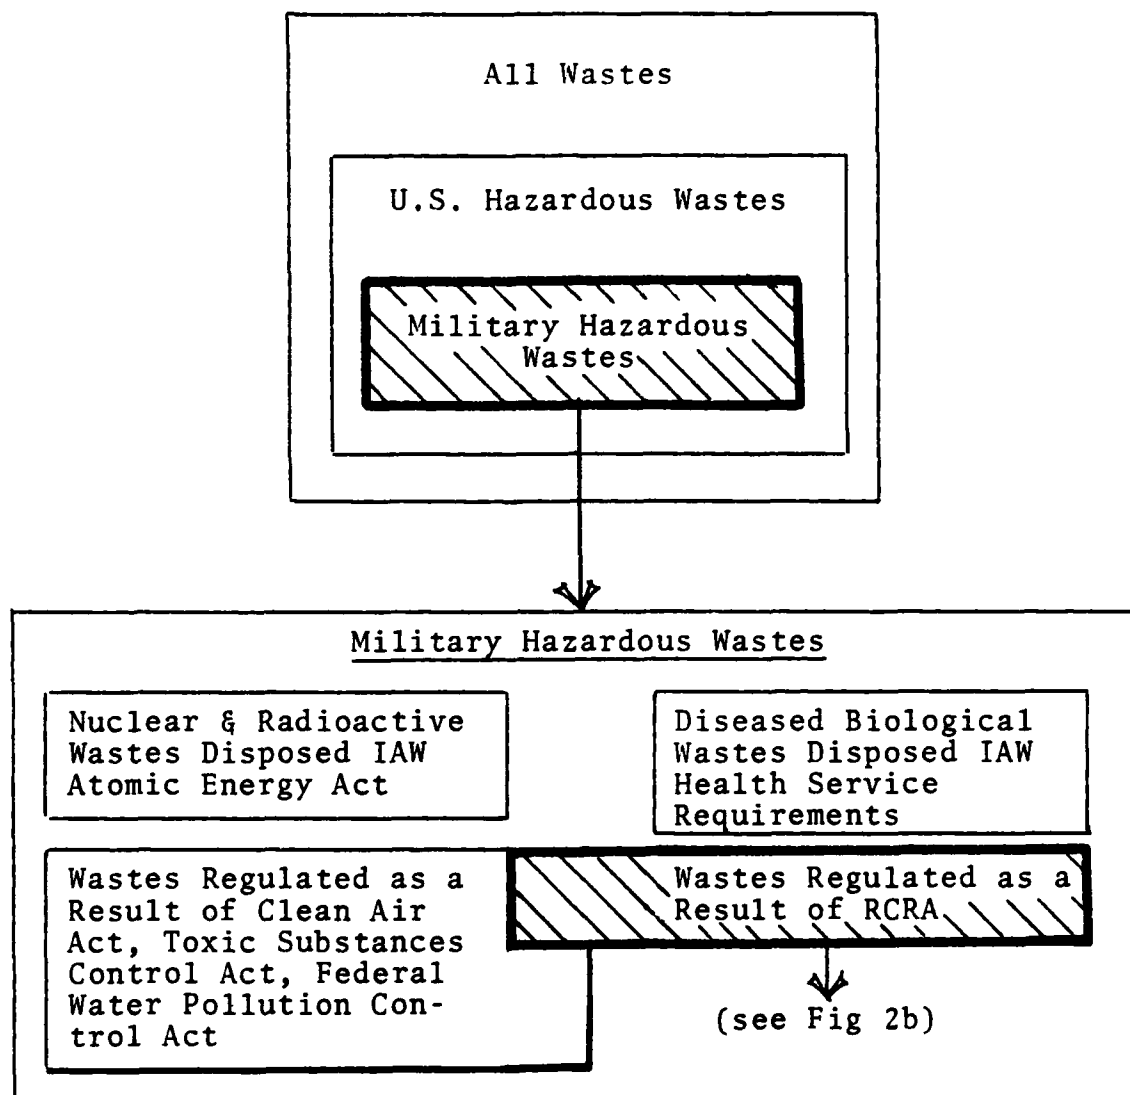 All Wastes
U.S. Hazardous Wastes
Military Hazardous
Wastes
Military Hazardous Wastes
Nuclear & Radioactive
Wastes Disposed IAW
Atomic Energy Act
Diseased Biological
Wastes Disposed IAW
Health Service
Requirements
Wastes Regulated as a
Result of Clean Air
Act, Toxic Substances
Control Act, Federal
Water Pollution Con-
trol Act
Wastes Regulated as a
Result of RCRA
(see Fig 2b)